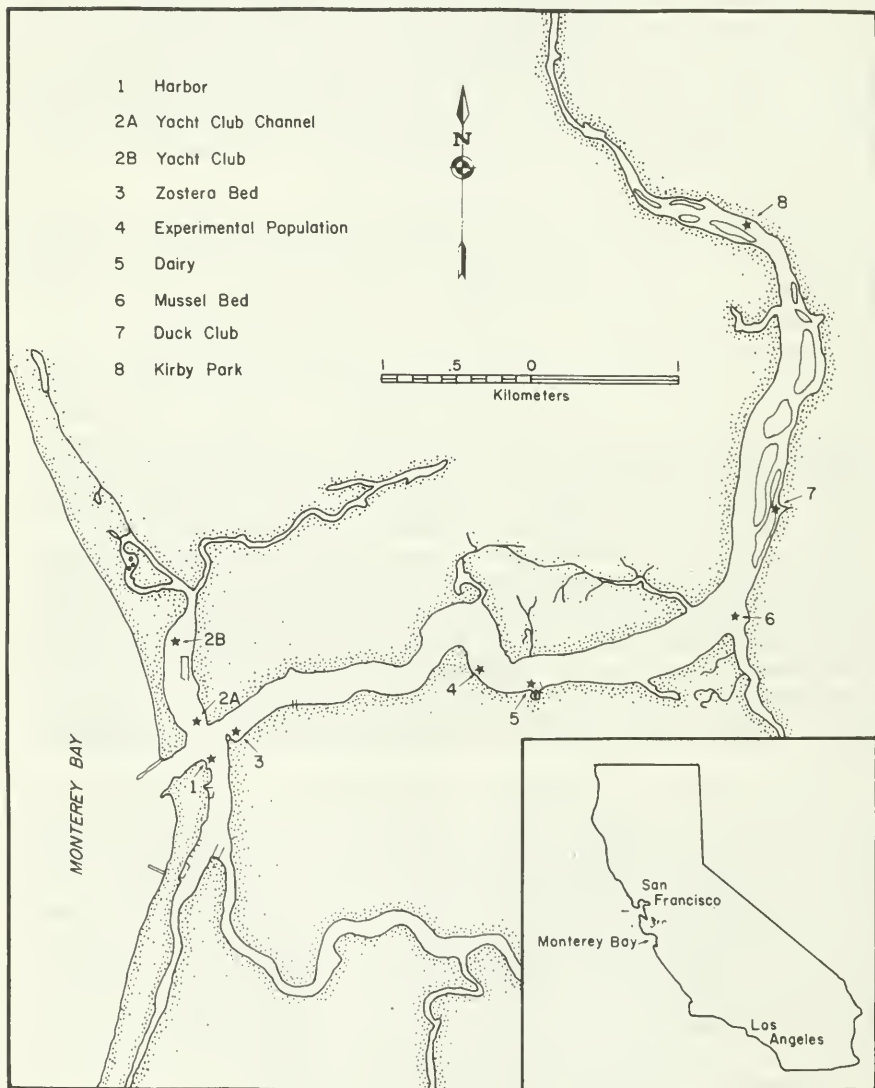 1 Harbor
2A Yacht Club Channel
2B Yacht Club
3 Zostera Bed
4 Experimental Population
5 Dairy
6 Mussel Bed
7 Duck Club
8 Kirby Park
N
1 .5 0 1
Kilometers
8
7
6
2B
2A
4
5
3
1
MONTEREY BAY
San
Francisco
Monterey Bay
Los
Angeles